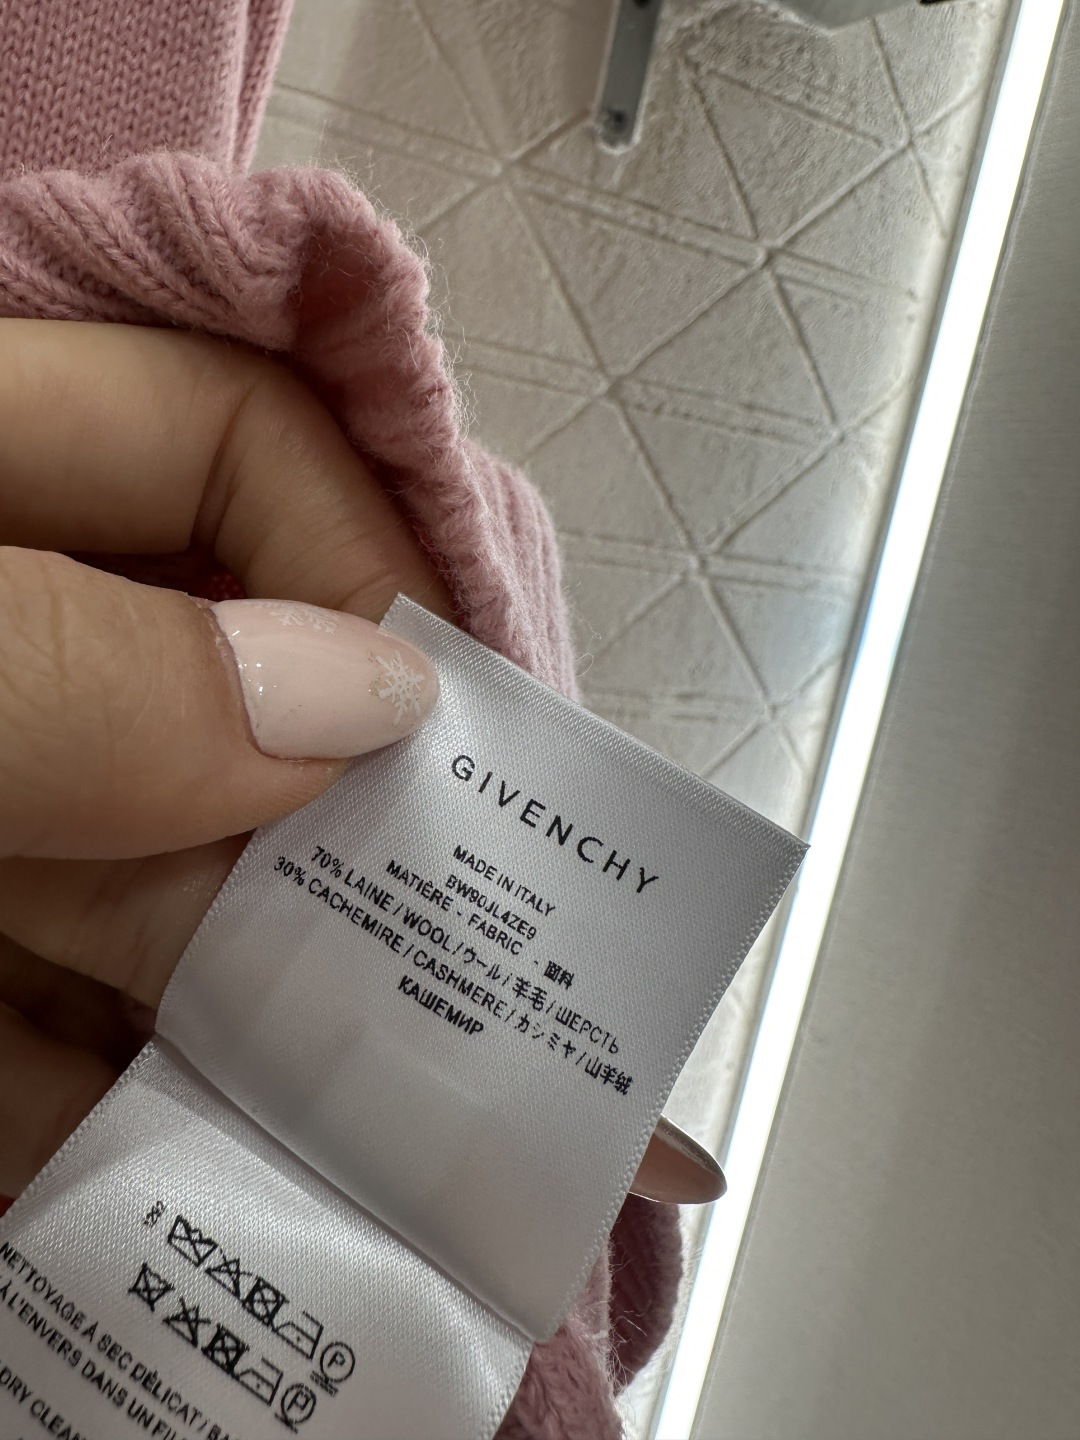 GIVENCHY
MADE IN ITALY
BW90JL4ZE9
MATIÈRE - FABRIC - 面料
70% LAINE / WOOL / ウール / 羊毛 / ШЕРСТЬ
30% CACHEMIRE / CASHMERE / カシミヤ / 山羊绒
КАШЕМИР
P
P
NETTOYAGE À SEC DÉLICAT /
À L'ENVERS DANS UN
DRY